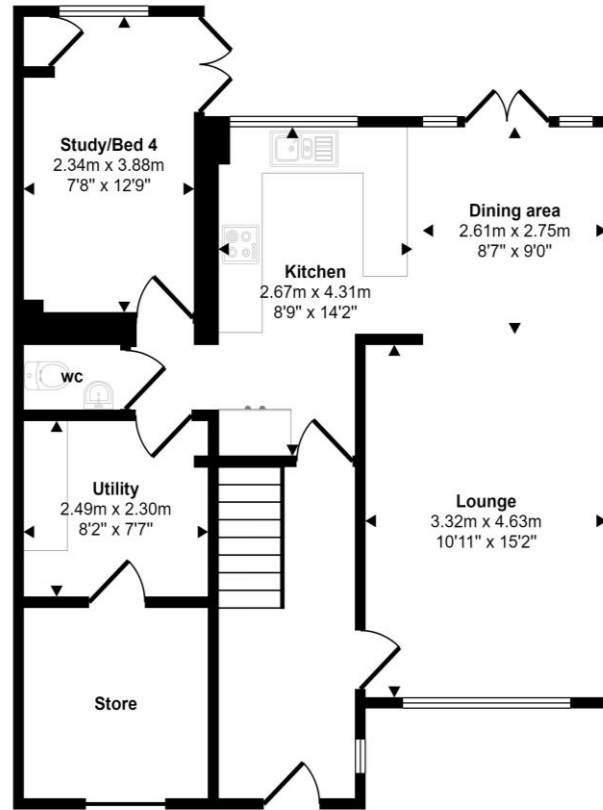 Study/Bed 4
2.34m x 3.88m
7'8" x 12'9"
Dining area
2.61m x 2.75m
8'7" x 9'0"
Kitchen
2.67m x 4.31m
8'9" x 14'2"
wc
Utility
2.49m x 2.30m
8'2" x 7'7"
Lounge
3.32m x 4.63m
10'11" x 15'2"
Store